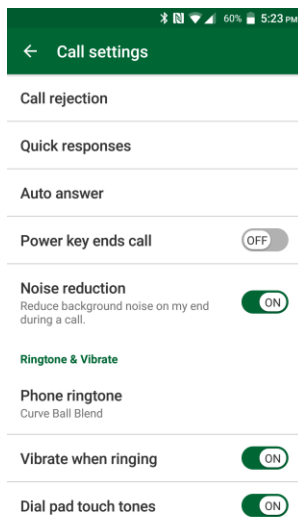 60% 5:23 PM
Call settings
Call rejection
Quick responses
Auto answer
Power key ends call OFF
Noise reduction
Reduce background noise on my end
during a call.
ON
Ringtone & Vibrate
Phone ringtone
Curve Ball Blend
Vibrate when ringing ON
Dial pad touch tones ON